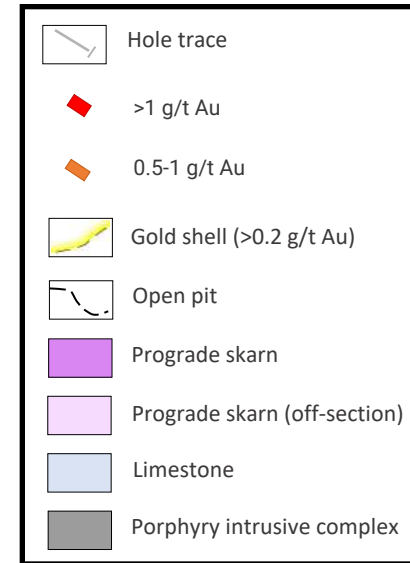 Hole trace
>1 g/t Au
0.5-1 g/t Au
Gold shell (>0.2 g/t Au)
Open pit
Prograde skarn
Prograde skarn (off-section)
Limestone
Porphyry intrusive complex